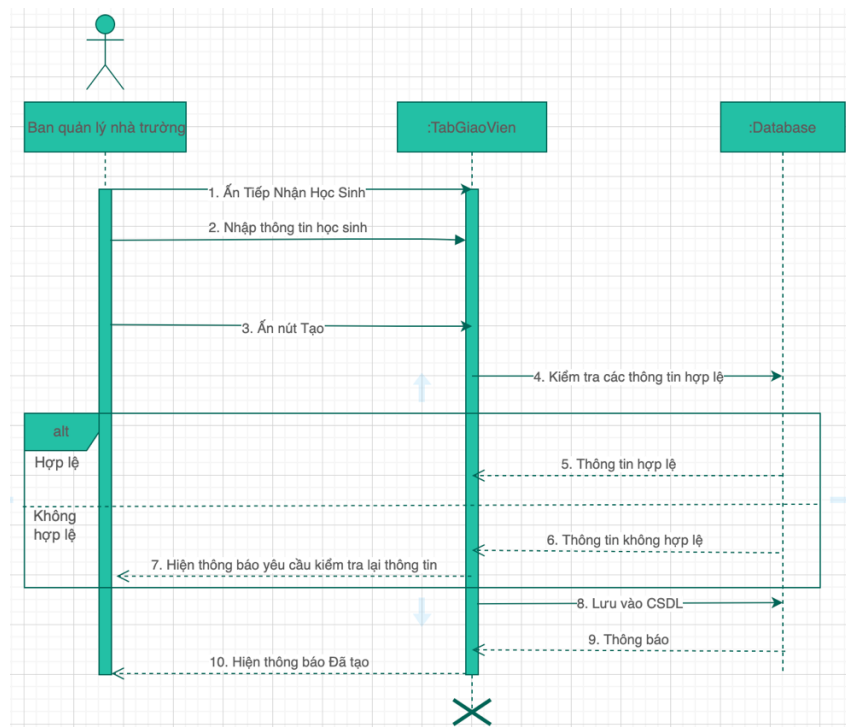 Ban quản lý nhà trường
:TabGiaoVien
:Database
1. Ấn Tiếp Nhận Học Sinh
2. Nhập thông tin học sinh
3. Ấn nút Tạo
4. Kiểm tra các thông tin hợp lệ
alt
Hợp lệ
5. Thông tin hợp lệ
Không
hợp lệ
6. Thông tin không hợp lệ
7. Hiện thông báo yêu cầu kiểm tra lại thông tin
8. Lưu vào CSDL
9. Thông báo
10. Hiện thông báo Đã tạo